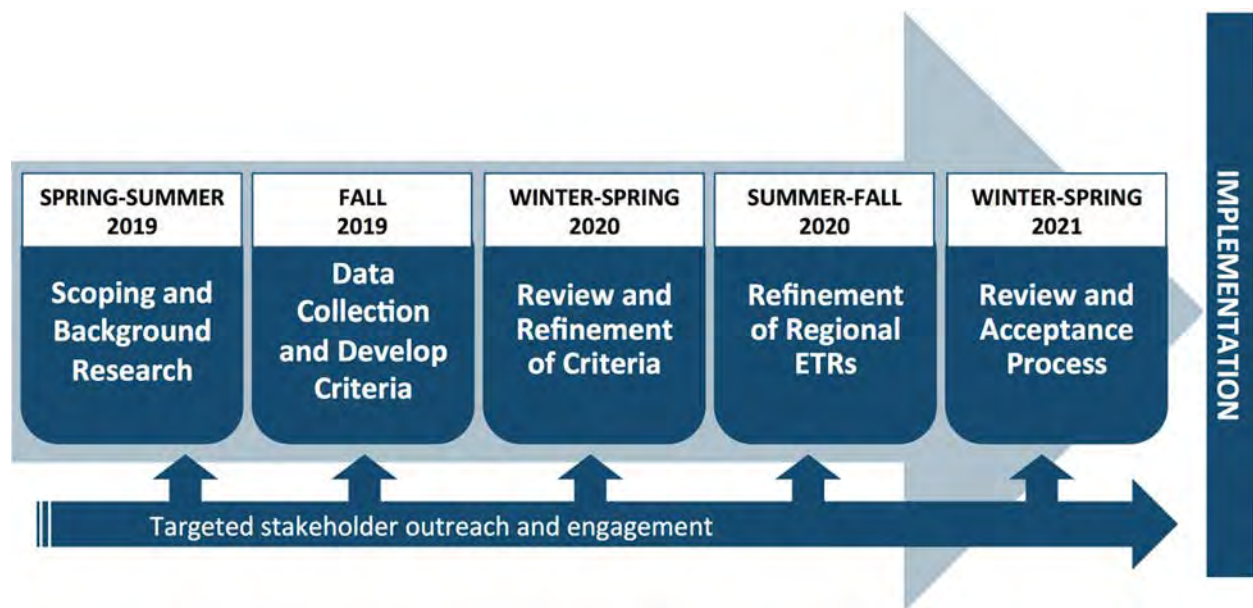 SPRING-SUMMER
2019
Scoping and
Background
Research
FALL
2019
Data
Collection
and Develop
Criteria
WINTER-SPRING
2020
Review and
Refinement
of Criteria
SUMMER-FALL
2020
Refinement
of Regional
ETRs
WINTER-SPRING
2021
Review and
Acceptance
Process
IMPLEMENTATION
Targeted stakeholder outreach and engagement